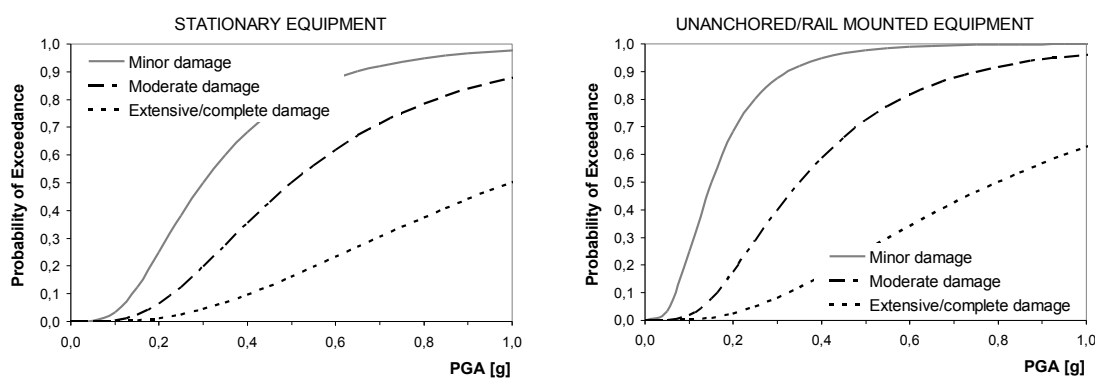 STATIONARY EQUIPMENT
Probability of Exceedance
1,0
0,9
0,8
0,7
0,6
0,5
0,4
0,3
0,2
0,1
0,0
Minor damage
Moderate damage
Extensive/complete damage
0,0 0,2 0,4 0,6 0,8 1,0
PGA [g]
UNANCHORED/RAIL MOUNTED EQUIPMENT
Probability of Exceedance
1,0
0,9
0,8
0,7
0,6
0,5
0,4
0,3
0,2
0,1
0,0
Minor damage
Moderate damage
Extensive/complete damage
0,0 0,2 0,4 0,6 0,8 1,0
PGA [g]